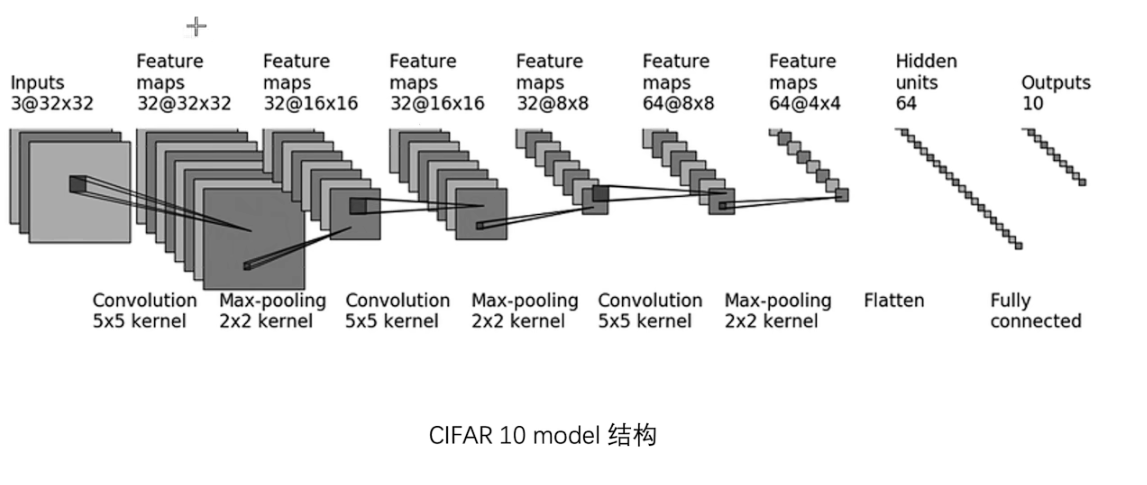 Inputs
3@32x32
Feature
maps
32@32x32
Feature
maps
32@16x16
Feature
maps
32@16x16
Feature
maps
32@8x8
Feature
maps
64@8x8
Feature
maps
64@4x4
Hidden
units
64
Outputs
10
Convolution
5x5 kernel
Max-pooling
2x2 kernel
Convolution
5x5 kernel
Max-pooling
2x2 kernel
Convolution
5x5 kernel
Max-pooling
2x2 kernel
Flatten
Fully
connected
CIFAR 10 model 结构